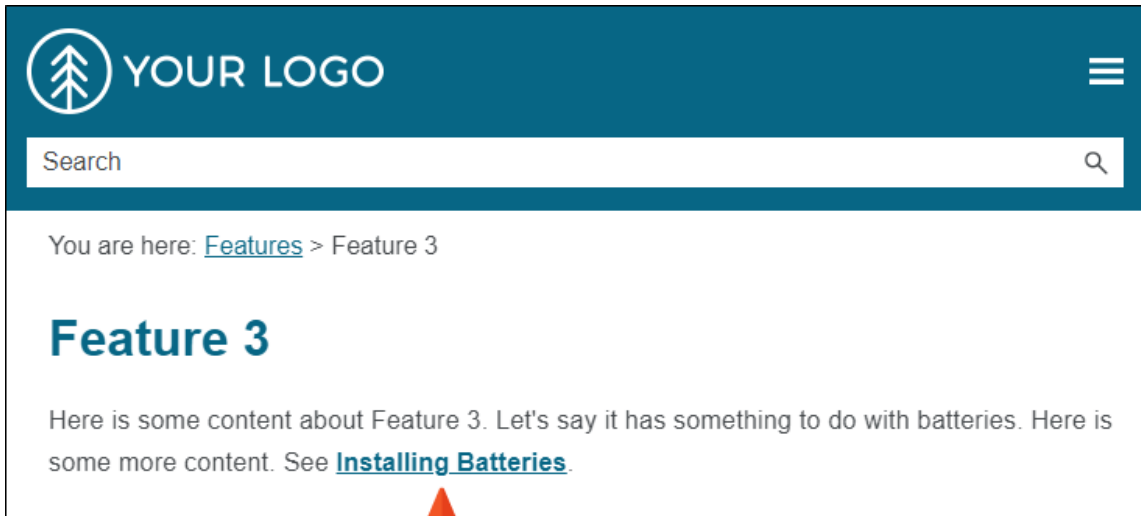 YOUR LOGO
Search
You are here: Features > Feature 3
Feature 3
Here is some content about Feature 3. Let's say it has something to do with batteries. Here is
some more content. See Installing Batteries.